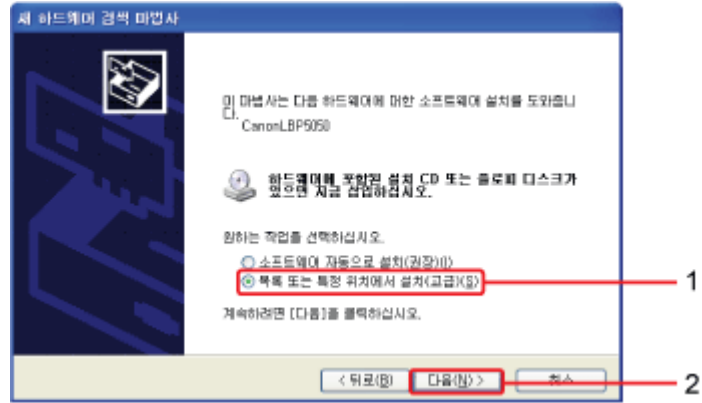 새 하드웨어 검색 마법사
이 마법사는 다음 하드웨어에 대한 소프트웨어 설치를 도와줍니
다.
CanonLBP5050
하드웨어에 포함된 설치 CD 또는 플로피 디스크가
있으면 지금 삽입하십시오.
원하는 작업을 선택하십시오.
소프트웨어 자동으로 설치(권장)(I)
목록 또는 특정 위치에서 설치(고급)(S)
1
계속하려면 [다음]을 클릭하십시오.
< 뒤로(B)
다음(N) >
취소
2